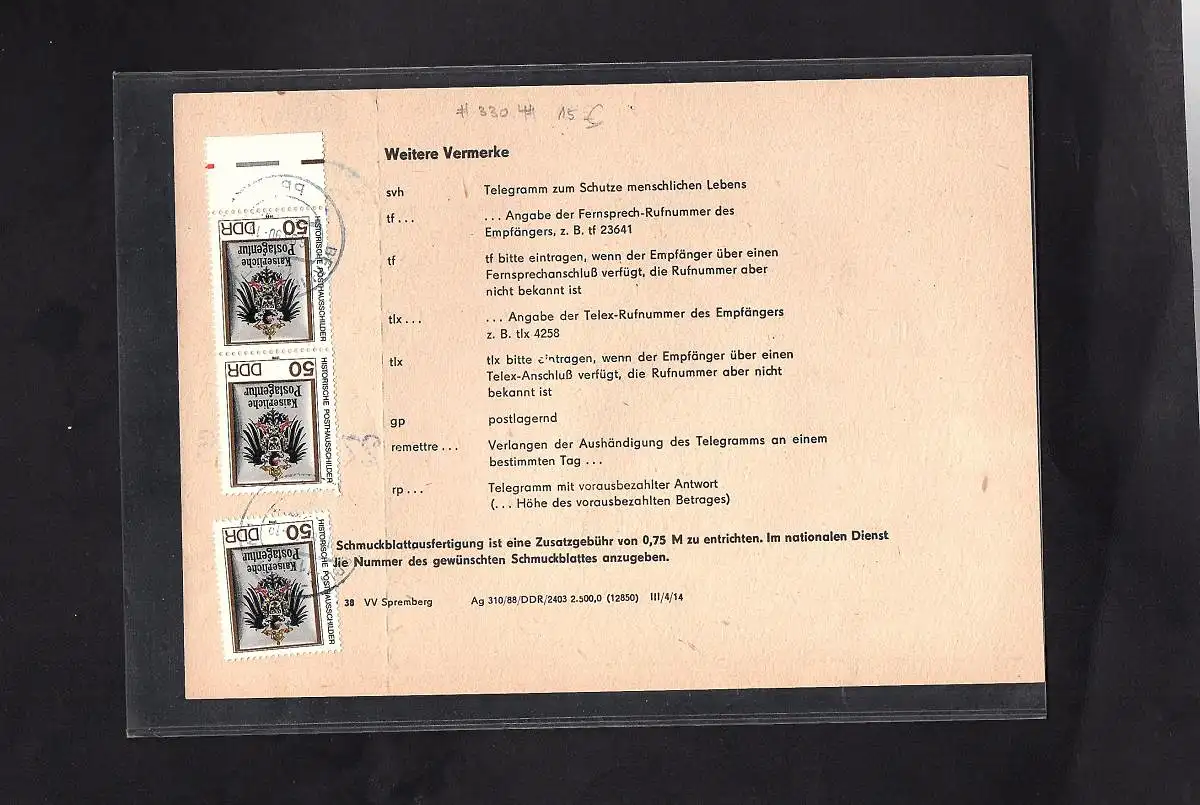 # 330.# 15 €
Weitere Vermerke
svh Telegramm zum Schutze menschlichen Lebens
tf . . . . . . Angabe der Fernsprech-Rufnummer des
Empfängers, z. B. tf 23641
tf tf bitte eintragen, wenn der Empfänger über einen
Fernsprechanschluß verfügt, die Rufnummer aber
nicht bekannt ist
tlx . . . . . . Angabe der Telex-Rufnummer des Empfängers
z. B. tlx 4258
tlx tlx bitte eintragen, wenn der Empfänger über einen
Telex-Anschluß verfügt, die Rufnummer aber nicht
bekannt ist
gp postlagernd
remettre . . . Verlangen der Aushändigung des Telegramms an einem
bestimmten Tag . . .
rp . . . Telegramm mit vorausbezahlter Antwort
(. . . Höhe des vorausbezahlten Betrages)
Schmuckblattausfertigung ist eine Zusatzgebühr von 0,75 M zu entrichten. Im nationalen Dienst
die Nummer des gewünschten Schmuckblattes anzugeben.
38 VV Spremberg Ag 310/88/DDR/2403 2.500,0 (12850) III/4/14
50 DDR
Kaiserliche
Postagentur
HISTORISCHE POSTHAUSSCHILDER
50 DDR
Kaiserliche
Postagentur
HISTORISCHE POSTHAUSSCHILDER
50 DDR
Kaiserliche
Postagentur
HISTORISCHE POSTHAUSSCHILDER